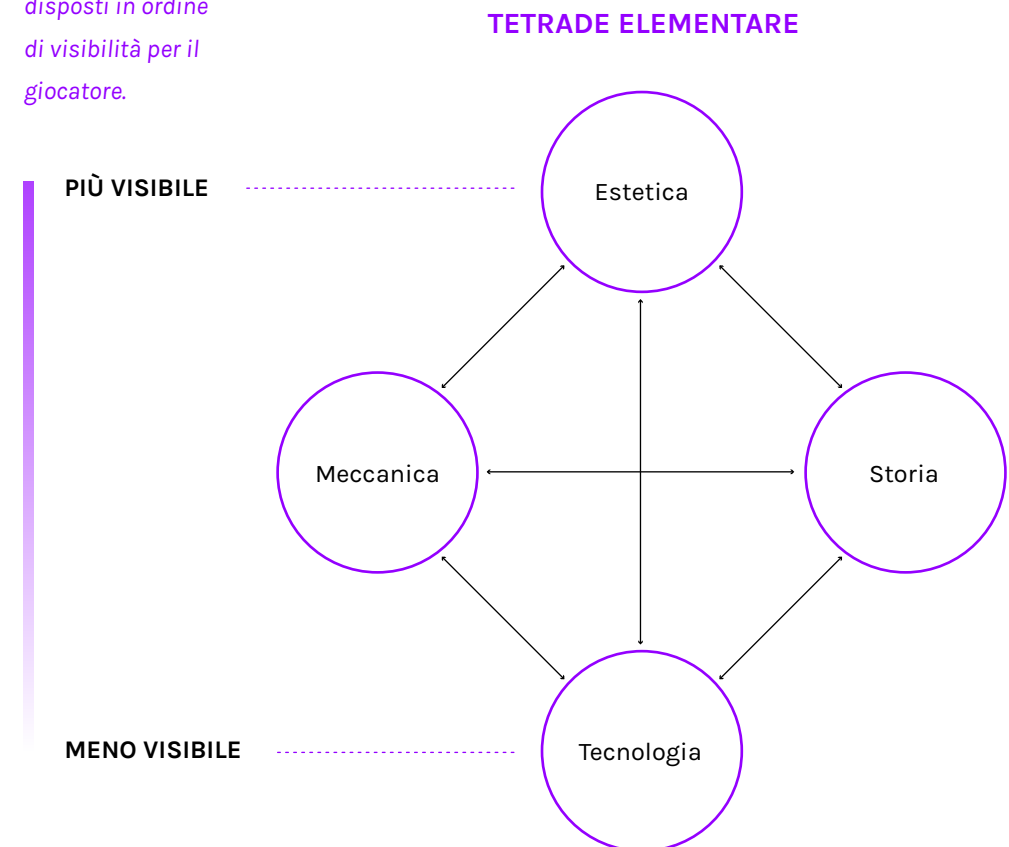 disposti in ordine
di visibilità per il
giocatore.
TETRADE ELEMENTARE
PIÙ VISIBILE
Estetica
Meccanica
Storia
MENO VISIBILE
Tecnologia